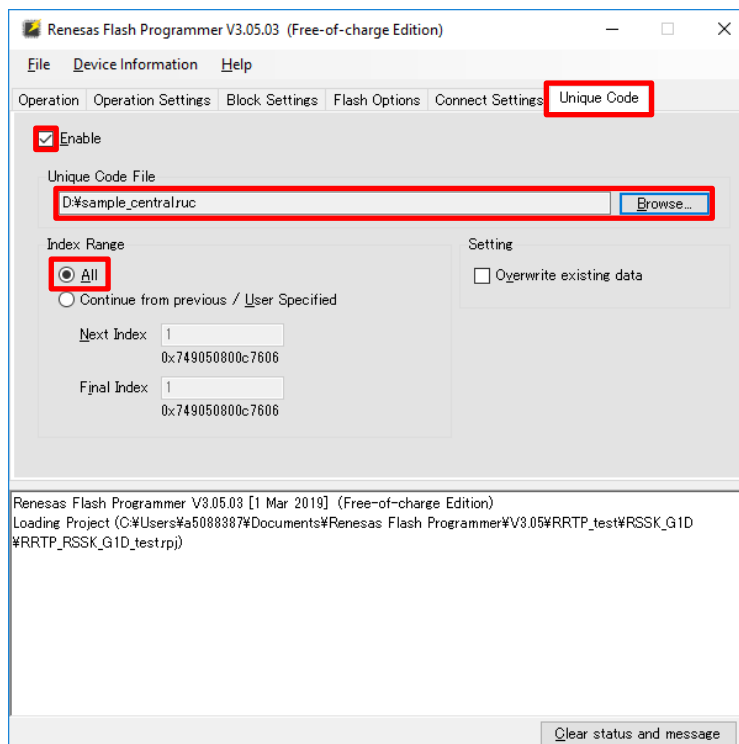 Renesas Flash Programmer V3.05.03 (Free-of-charge Edition)
File Device Information Help
Operation Operation Settings Block Settings Flash Options Connect Settings Unique Code
Enable
Unique Code File
D:¥sample_central.ruc Browse...
Index Range
All
Continue from previous / User Specified
Next Index 1
0x749050800c7606
Final Index 1
0x749050800c7606
Setting
Overwrite existing data
Renesas Flash Programmer V3.05.03 [1 Mar 2019] (Free-of-charge Edition)
Loading Project (C:¥Users¥a5088387¥Documents¥Renesas Flash Programmer¥V3.05¥RRTP_test¥RSSK_G1D
¥RRTP_RSSK_G1D_test.rpj)
Clear status and message